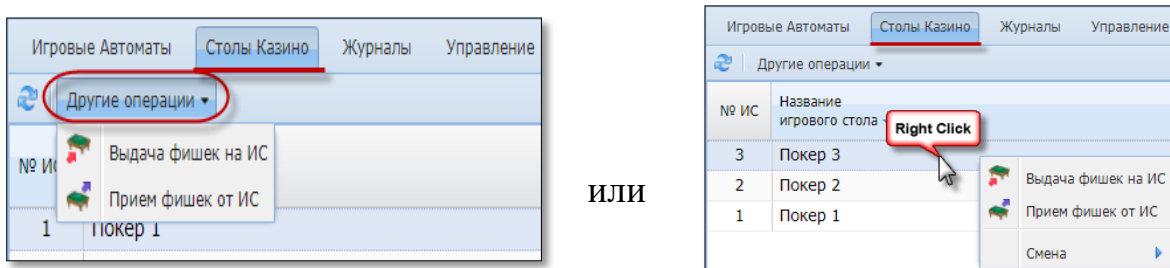 Игровые Автоматы Столы Казино Журналы Управление
Другие операции
Выдача фишек на ИС
№ ИС
Прием фишек от ИС
1 Покер 1
или
Игровые Автоматы Столы Казино Журналы Управление
Другие операции
№ ИС Название игрового стола
Right Click
3 Покер 3
2 Покер 2
1 Покер 1
Выдача фишек на ИС
Прием фишек от ИС
Смена